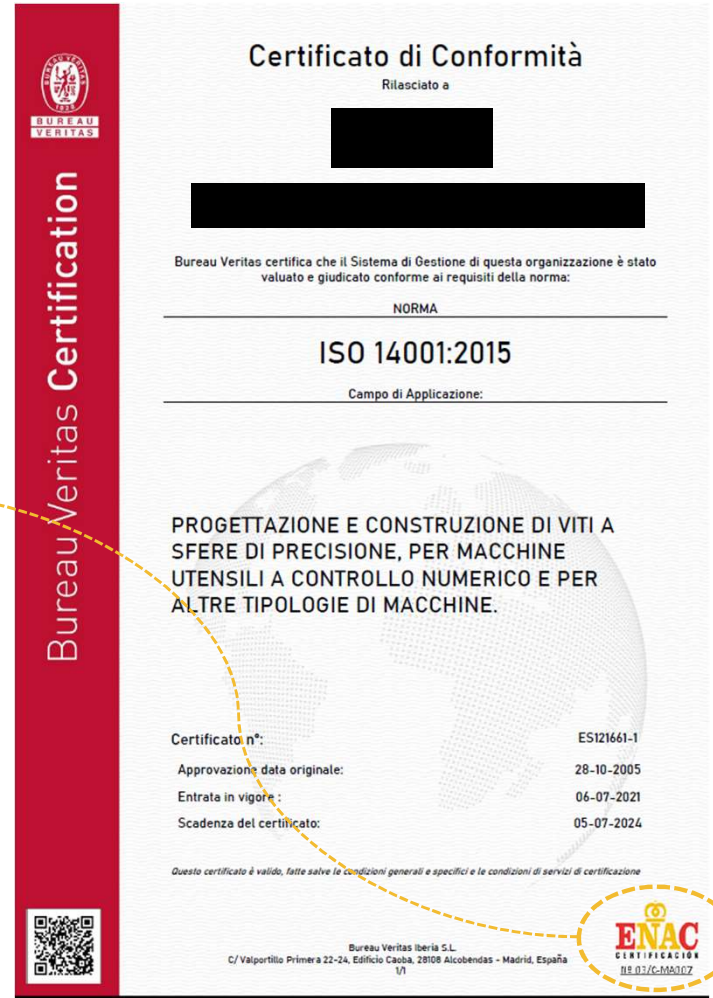 BUREAU
VERITAS
Bureau Veritas Certification
Certificato di Conformità
Rilasciato a
Bureau Veritas certifica che il Sistema di Gestione di questa organizzazione è stato
valuato e giudicato conforme ai requisiti della norma:
NORMA
ISO 14001:2015
Campo di Applicazione:
PROGETTAZIONE E CONSTRUZIONE DI VITI A
SFERE DI PRECISIONE, PER MACCHINE
UTENSILI A CONTROLLO NUMERICO E PER
ALTRE TIPOLOGIE DI MACCHINE.
Certificato n°: ES121661-1
Approvazione data originale: 28-10-2005
Entrata in vigore : 06-07-2021
Scadenza del certificato: 05-07-2024
Questo certificato è valido, fatte salve le condizioni generali e specifici e le condizioni di servizi di certificazione
Bureau Veritas Iberia S.L.
C/ Valportillo Primera 22-24, Edificio Caoba, 28108 Alcobendas - Madrid, España
1/1
ENAC
CERTIFICACIÓN
Nº 03/C-MA007